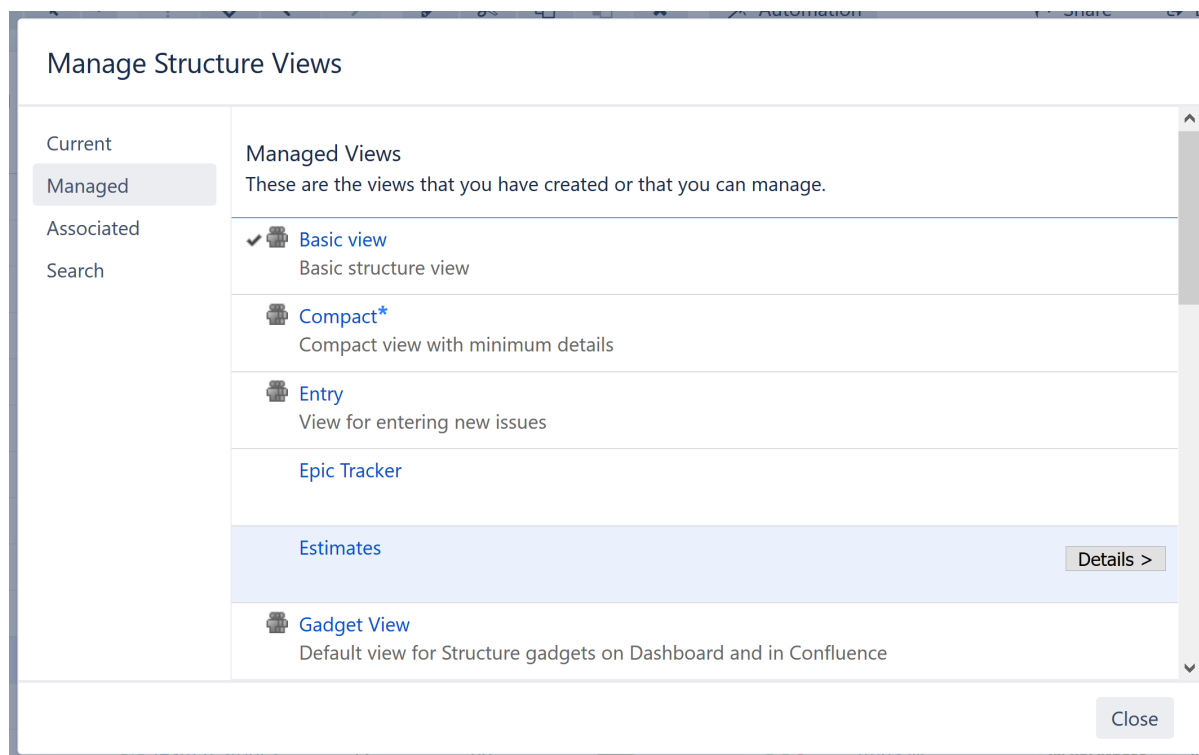 Automation
Share
Manage Structure Views
Current
Managed
Associated
Search
Managed Views
These are the views that you have created or that you can manage.
Basic view
Basic structure view
Compact*
Compact view with minimum details
Entry
View for entering new issues
Epic Tracker
Estimates
Details >
Gadget View
Default view for Structure gadgets on Dashboard and in Confluence
Close